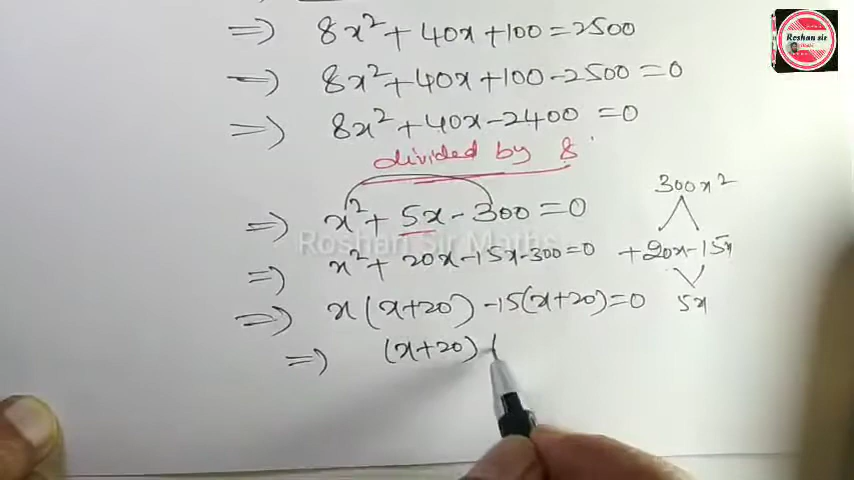 ⇒ 8x² + 40x + 100 = 2500
⇒ 8x² + 40x + 100 - 2500 = 0
⇒ 8x² + 40x - 2400 = 0
divided by 8
⇒ x² + 5x - 300 = 0
300x²
Roshan Sir Maths
⇒ x² + 20x - 15x - 300 = 0
+20x - 15x
⇒ x(x+20) - 15(x+20) = 0
5x
⇒ (x+20) (
Roshan sir